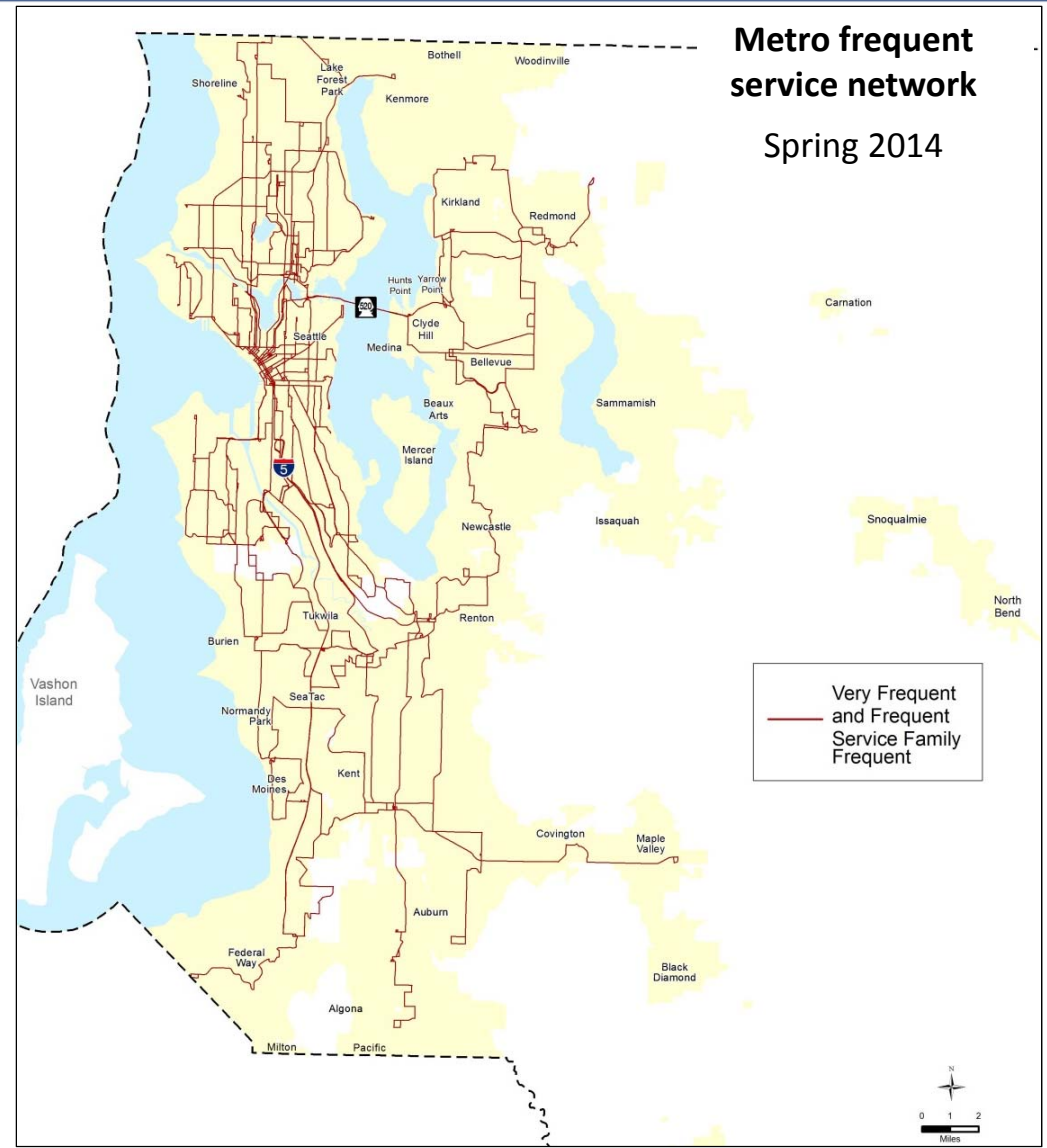 Metro frequent
service network
Spring 2014
Bothell
Woodinville
Lake
Forest
Park
Shoreline
Kenmore
Kirkland
Redmond
Hunts
Point
Yarrow
Point
520
Carnation
Clyde
Hill
Seattle
Medina
Bellevue
Beaux
Arts
Sammamish
Mercer
Island
5
Newcastle
Issaquah
Snoqualmie
North
Bend
Tukwila
Renton
Burien
Vashon
Island
SeaTac
Normandy
Park
Very Frequent
and Frequent
Service Family
Frequent
Des
Moines
Kent
Covington
Maple
Valley
Auburn
Federal
Way
Black
Diamond
Algona
Milton
Pacific
N
0 1 2
Miles